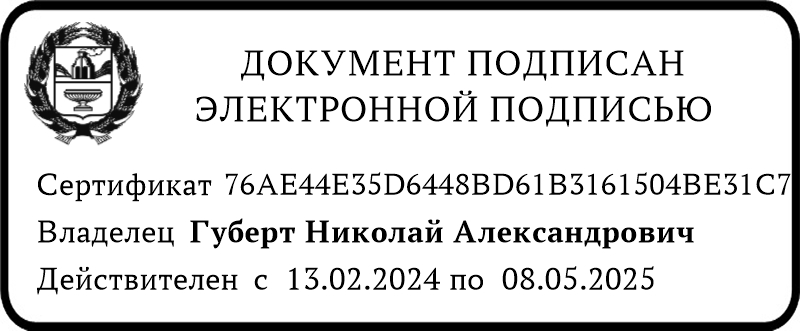 ДОКУМЕНТ ПОДПИСАН
ЭЛЕКТРОННОЙ ПОДПИСЬЮ
Сертификат 76AE44E35D6448BD61B3161504BE31C7
Владелец Губерт Николай Александрович
Действителен с 13.02.2024 по 08.05.2025